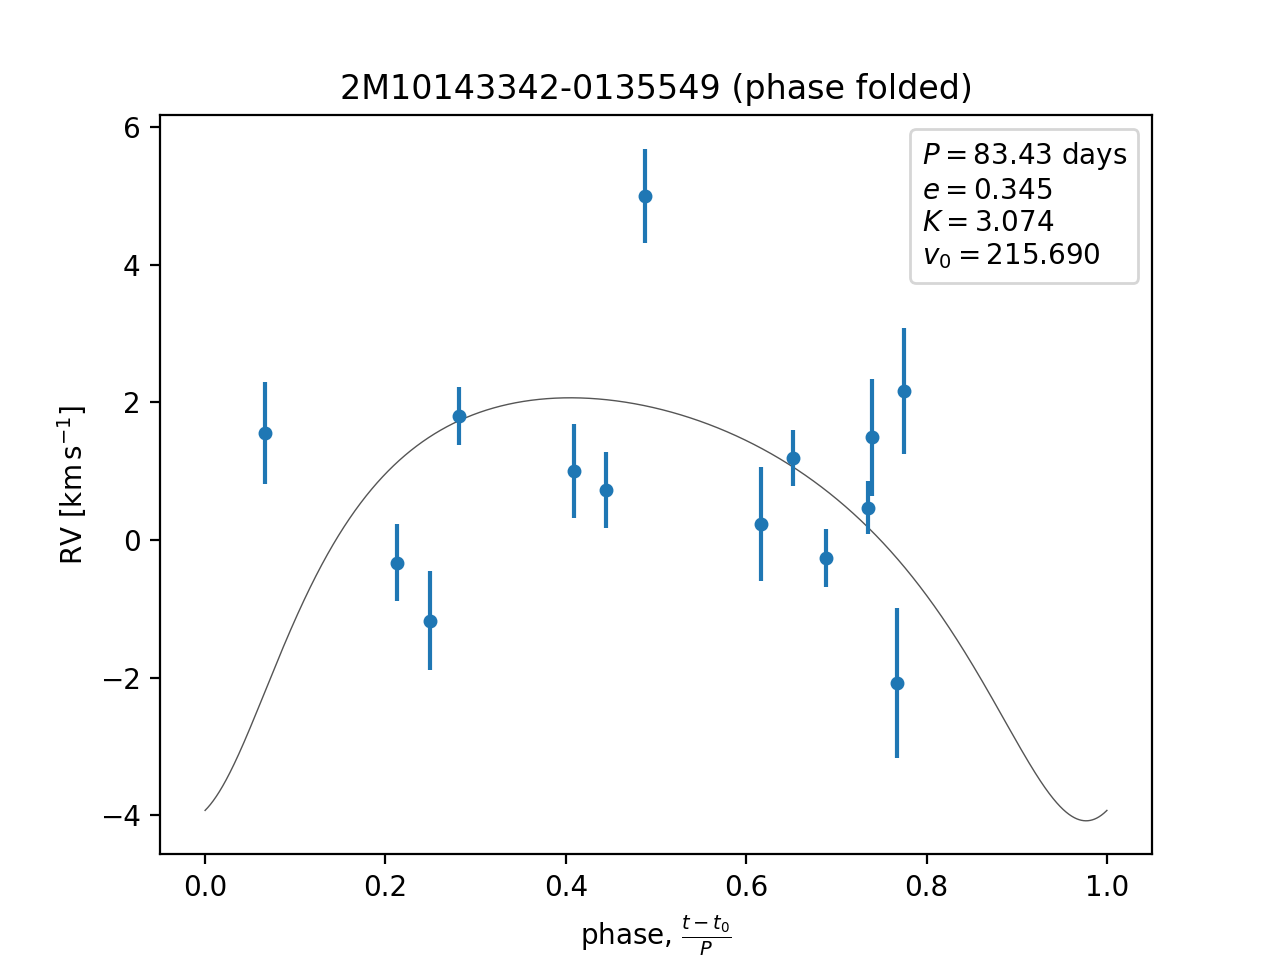 2M10143342-0135549 (phase folded)
P = 83.43 days
e = 0.345
K = 3.074
v₀ = 215.690
RV [km s⁻¹]
6
4
2
0
−2
−4
0.0 0.2 0.4 0.6 0.8 1.0
phase, (t − t₀)/P